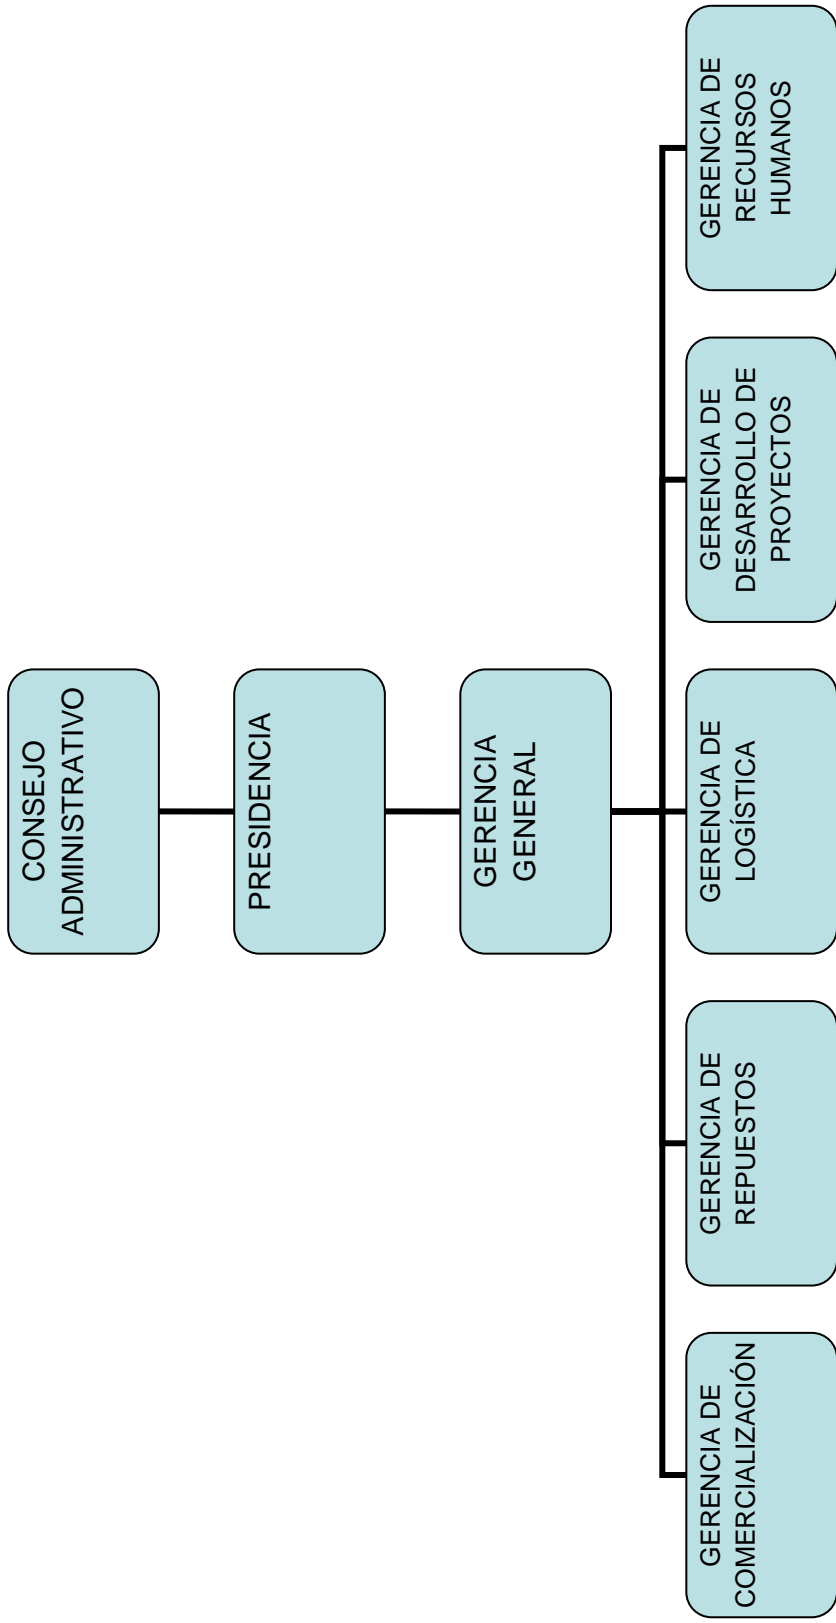 CONSEJO
ADMINISTRATIVO
PRESIDENCIA
GERENCIA
GENERAL
GERENCIA DE
COMERCIALIZACIÓN
GERENCIA DE
REPUESTOS
GERENCIA DE
LOGÍSTICA
GERENCIA DE
DESARROLLO DE
PROYECTOS
GERENCIA DE
RECURSOS
HUMANOS